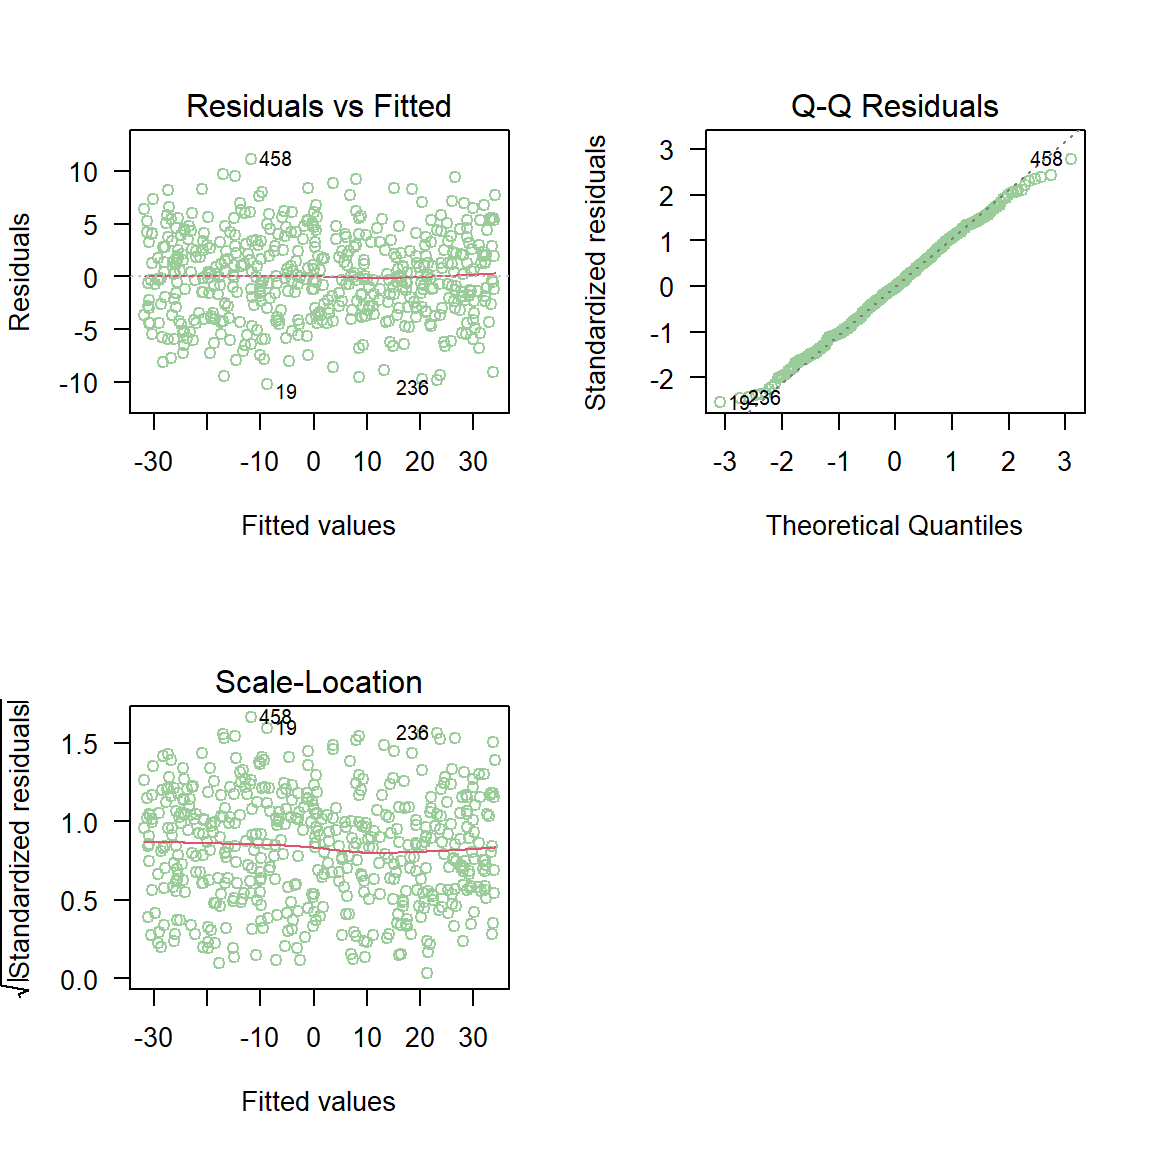 Residuals vs Fitted
Residuals
10
5
0
-5
-10
458
19
236
-30 -10 0 10 20 30
Fitted values
Q-Q Residuals
Standardized residuals
3
2
1
0
-1
-2
458
19
236
-3 -2 -1 0 1 2 3
Theoretical Quantiles
Scale-Location
√|Standardized residuals|
1.5
1.0
0.5
0.0
458
19
236
-30 -10 0 10 20 30
Fitted values